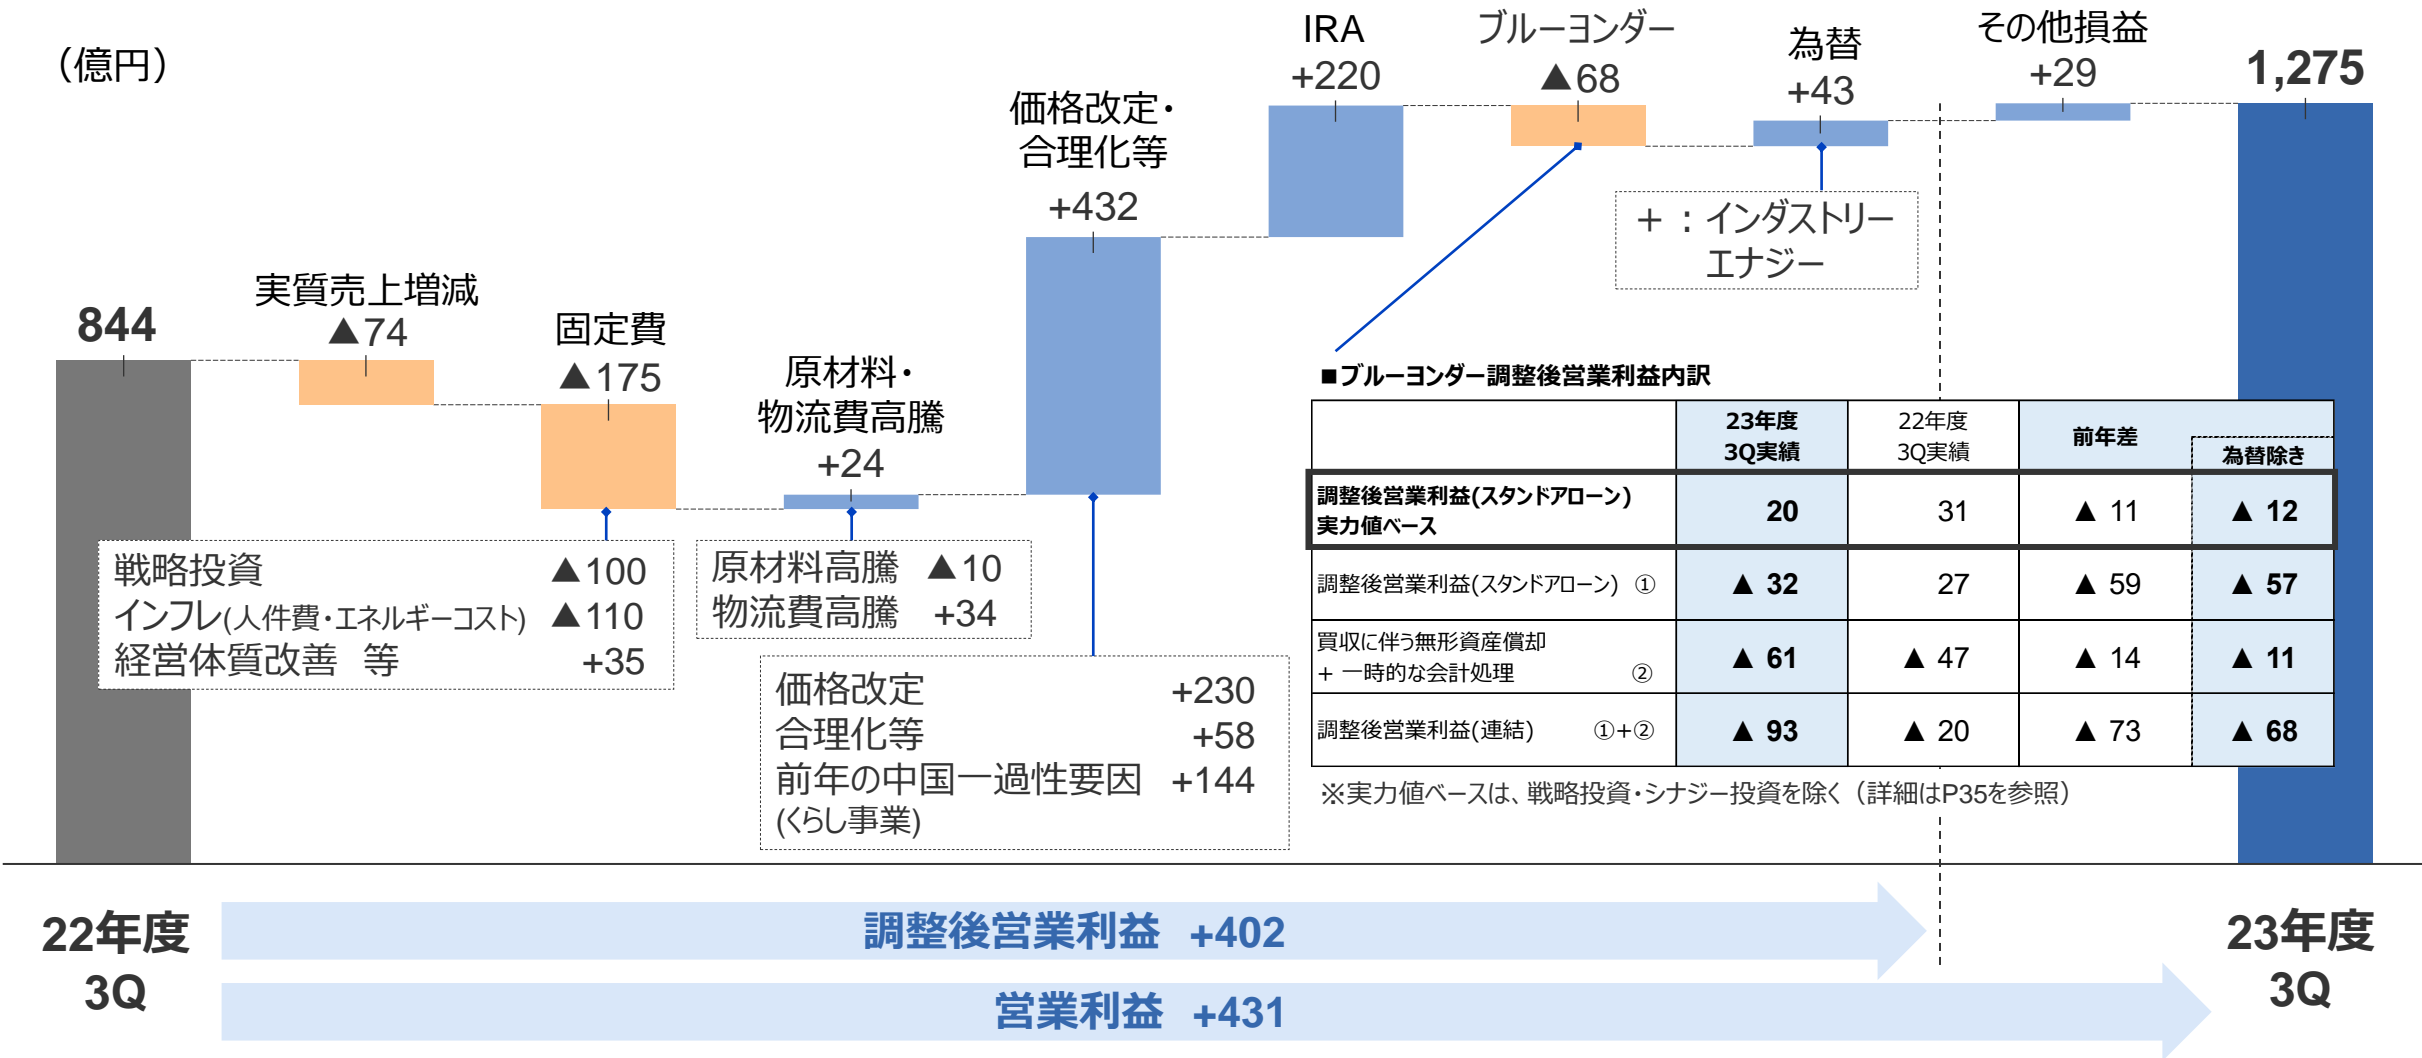 （億円）
844
実質売上増減
▲74
固定費
▲175
戦略投資 ▲100
インフレ(人件費・エネルギーコスト) ▲110
経営体質改善 等 +35
原材料・
物流費高騰
+24
原材料高騰 ▲10
物流費高騰 +34
価格改定・
合理化等
+432
価格改定 +230
合理化等 +58
前年の中国一過性要因 +144
(くらし事業)
IRA
+220
ブルーヨンダー
▲68
為替
+43
＋：インダストリー
エナジー
その他損益
+29
1,275
■ブルーヨンダー調整後営業利益内訳
23年度 22年度 前年差
3Q実績 3Q実績 為替除き
調整後営業利益(スタンドアローン)
実力値ベース 20 31 ▲ 11 ▲ 12
調整後営業利益(スタンドアローン) ① ▲ 32 27 ▲ 59 ▲ 57
買収に伴う無形資産償却
+ 一時的な会計処理 ② ▲ 61 ▲ 47 ▲ 14 ▲ 11
調整後営業利益(連結) ①+② ▲ 93 ▲ 20 ▲ 73 ▲ 68
※実力値ベースは、戦略投資・シナジー投資を除く（詳細はP35を参照）
22年度
3Q
調整後営業利益 +402
営業利益 +431
23年度
3Q